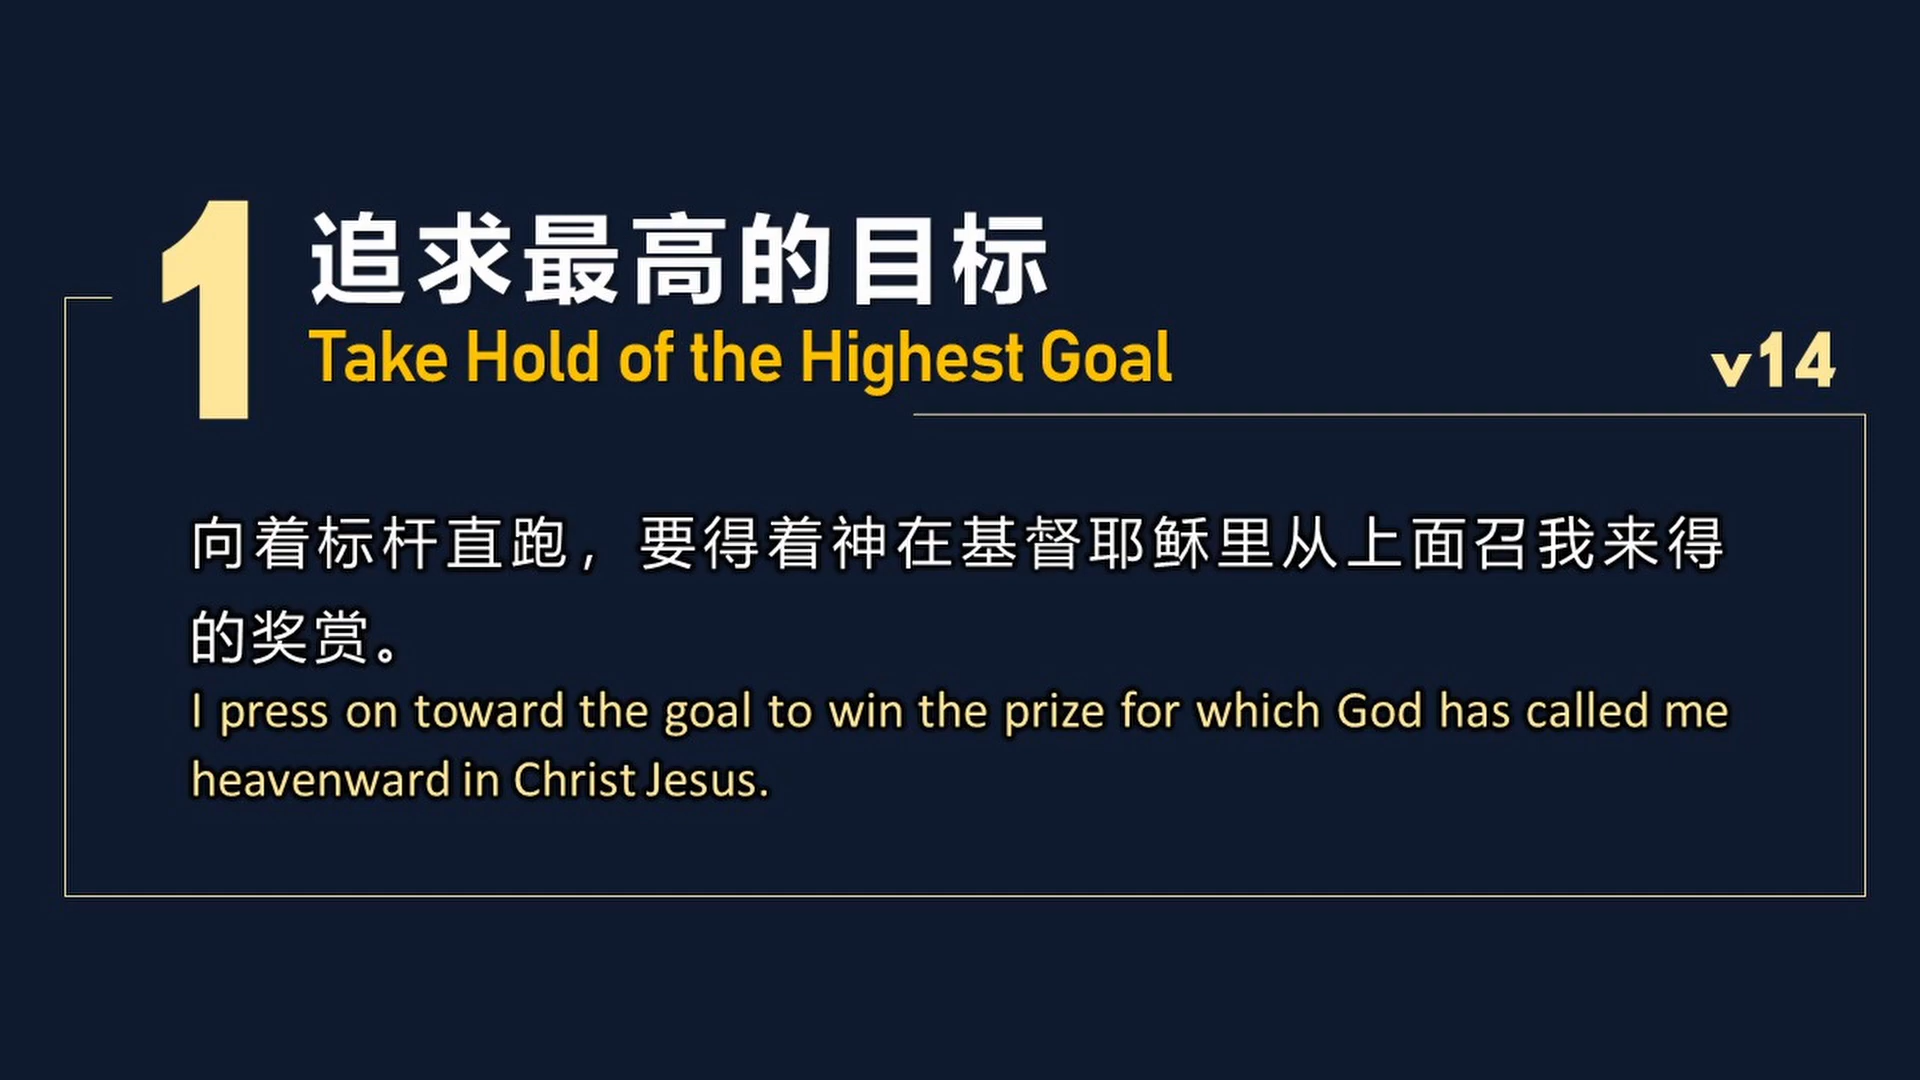 1
追求最高的目标
Take Hold of the Highest Goal
v14
向着标杆直跑，要得着神在基督耶稣里从上面召我来得
的奖赏。
I press on toward the goal to win the prize for which God has called me
heavenward in Christ Jesus.